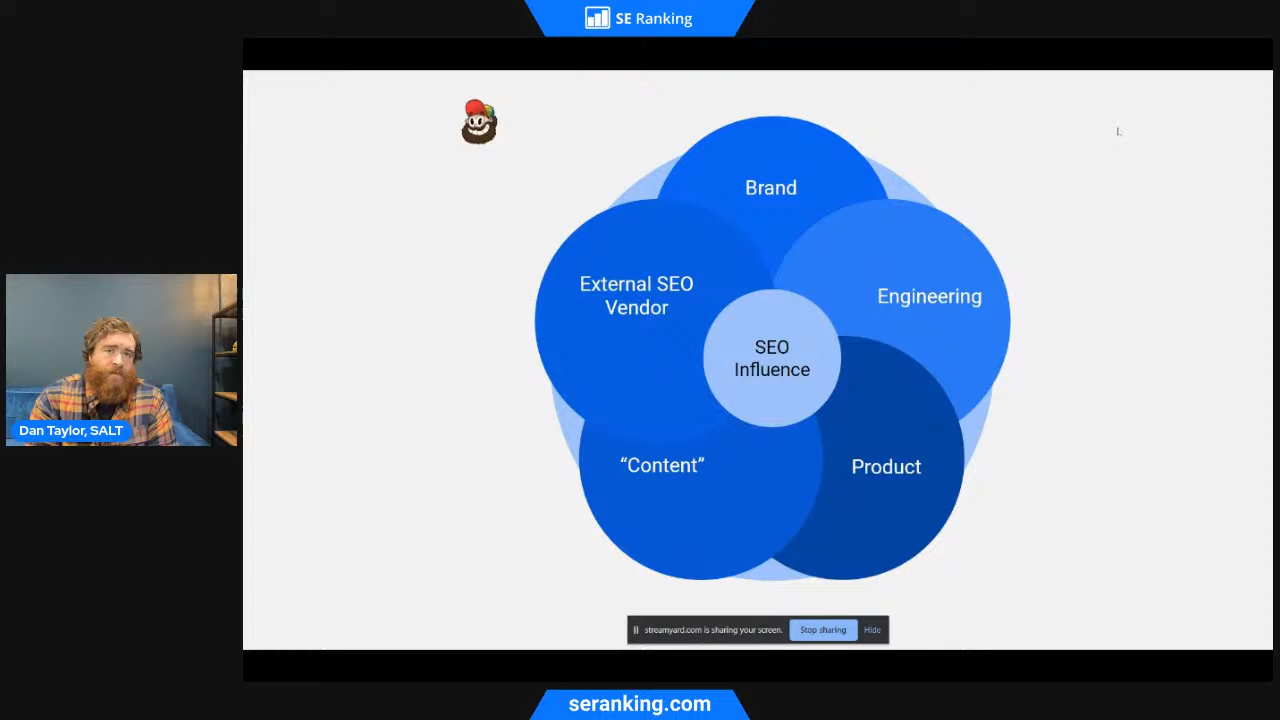 SE Ranking
Brand
External SEO
Vendor
Engineering
SEO
Influence
“Content”
Product
Dan Taylor, SALT
streamyard.com is sharing your screen.
Stop sharing
Hide
seranking.com